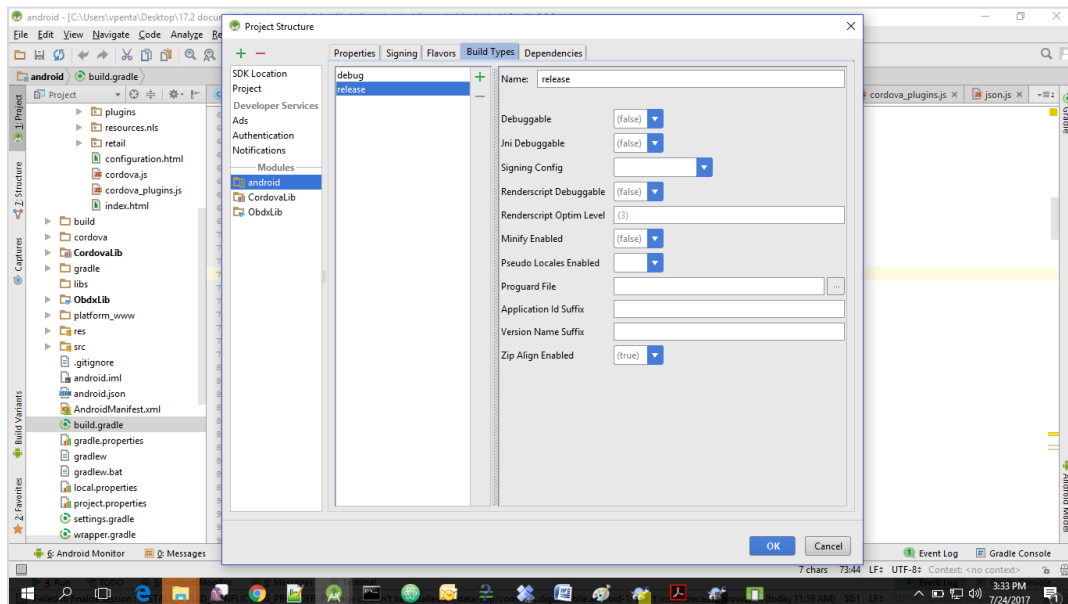 android - [C:\Users\vpenta\Desktop\17.2 docu
File Edit View Navigate Code Analyze Re
android build.gradle
Project
cordova_plugins.js × json.js ×
plugins
resources.nls
retail
configuration.html
cordova.js
cordova_plugins.js
index.html
build
cordova
CordovaLib
gradle
libs
ObdxLib
platform_www
res
src
.gitignore
android.iml
android.json
AndroidManifest.xml
build.gradle
gradle.properties
gradlew
gradlew.bat
local.properties
project.properties
settings.gradle
wrapper.gradle
1: Project
Z: Structure
Captures
Build Variants
2: Favorites
Gradle
Android Model
Project Structure
SDK Location
Project
Developer Services
Ads
Authentication
Notifications
Modules
android
CordovaLib
ObdxLib
Properties Signing Flavors Build Types Dependencies
debug
release
Name: release
Debuggable (false)
Jni Debuggable (false)
Signing Config
Renderscript Debuggable (false)
Renderscript Optim Level (3)
Minify Enabled (false)
Pseudo Locales Enabled
Proguard File ...
Application Id Suffix
Version Name Suffix
Zip Align Enabled (true)
OK Cancel
6: Android Monitor 0: Messages
1 Event Log Gradle Console
7 chars 73:44 LF÷ UTF-8÷ Context: <no context>
3:33 PM
7/24/2017